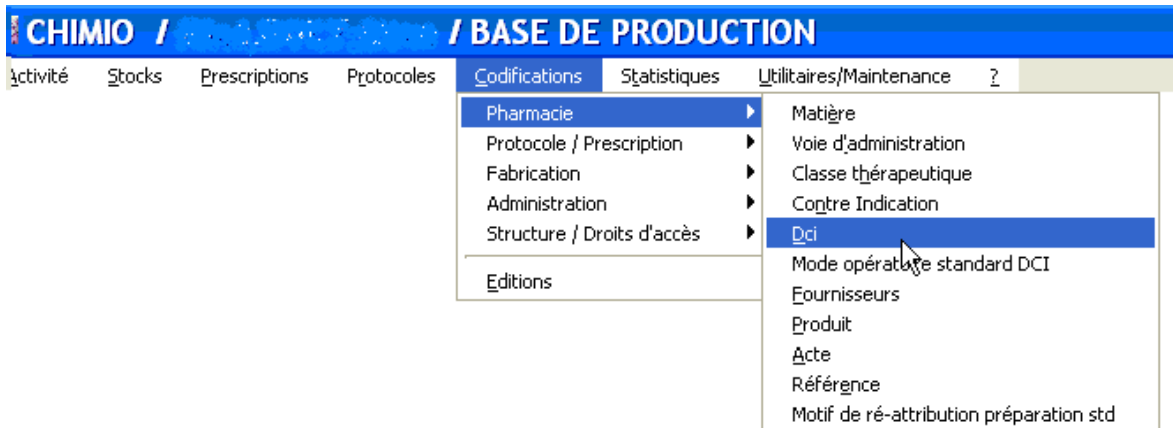 CHIMIO / / BASE DE PRODUCTION
Activité Stocks Prescriptions Protocoles Codifications Statistiques Utilitaires/Maintenance ?
Pharmacie
Protocole / Prescription
Fabrication
Administration
Structure / Droits d'accès
Editions
Matière
Voie d'administration
Classe thérapeutique
Contre Indication
Dci
Mode opératoire standard DCI
Fournisseurs
Produit
Acte
Référence
Motif de ré-attribution préparation std